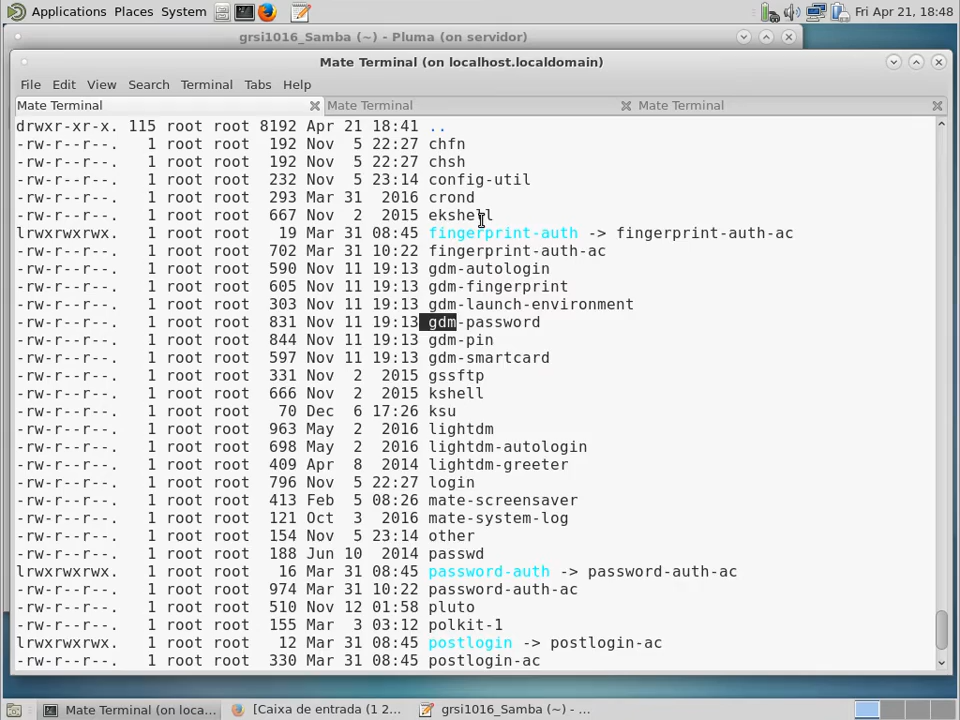 Applications Places System Fri Apr 21, 18:48
grsi1016_Samba (~) - Pluma (on servidor)
Mate Terminal (on localhost.localdomain)
File Edit View Search Terminal Tabs Help
Mate Terminal Mate Terminal Mate Terminal
drwxr-xr-x. 115 root root 8192 Apr 21 18:41 ..
-rw-r--r--. 1 root root 192 Nov 5 22:27 chfn
-rw-r--r--. 1 root root 192 Nov 5 22:27 chsh
-rw-r--r--. 1 root root 232 Nov 5 23:14 config-util
-rw-r--r--. 1 root root 293 Mar 31 2016 crond
-rw-r--r--. 1 root root 667 Nov 2 2015 ekshell
lrwxrwxrwx. 1 root root 19 Mar 31 08:45 fingerprint-auth -> fingerprint-auth-ac
-rw-r--r--. 1 root root 702 Mar 31 10:22 fingerprint-auth-ac
-rw-r--r--. 1 root root 590 Nov 11 19:13 gdm-autologin
-rw-r--r--. 1 root root 605 Nov 11 19:13 gdm-fingerprint
-rw-r--r--. 1 root root 303 Nov 11 19:13 gdm-launch-environment
-rw-r--r--. 1 root root 831 Nov 11 19:13 gdm-password
-rw-r--r--. 1 root root 844 Nov 11 19:13 gdm-pin
-rw-r--r--. 1 root root 597 Nov 11 19:13 gdm-smartcard
-rw-r--r--. 1 root root 331 Nov 2 2015 gssftp
-rw-r--r--. 1 root root 666 Nov 2 2015 kshell
-rw-r--r--. 1 root root 70 Dec 6 17:26 ksu
-rw-r--r--. 1 root root 963 May 2 2016 lightdm
-rw-r--r--. 1 root root 698 May 2 2016 lightdm-autologin
-rw-r--r--. 1 root root 409 Apr 8 2014 lightdm-greeter
-rw-r--r--. 1 root root 796 Nov 5 22:27 login
-rw-r--r--. 1 root root 413 Feb 5 08:26 mate-screensaver
-rw-r--r--. 1 root root 121 Oct 3 2016 mate-system-log
-rw-r--r--. 1 root root 154 Nov 5 23:14 other
-rw-r--r--. 1 root root 188 Jun 10 2014 passwd
lrwxrwxrwx. 1 root root 16 Mar 31 08:45 password-auth -> password-auth-ac
-rw-r--r--. 1 root root 974 Mar 31 10:22 password-auth-ac
-rw-r--r--. 1 root root 510 Nov 12 01:58 pluto
-rw-r--r--. 1 root root 155 Mar 3 03:12 polkit-1
lrwxrwxrwx. 1 root root 12 Mar 31 08:45 postlogin -> postlogin-ac
-rw-r--r--. 1 root root 330 Mar 31 08:45 postlogin-ac
Mate Terminal (on loca... [Caixa de entrada (1 2... grsi1016_Samba (~) - ...